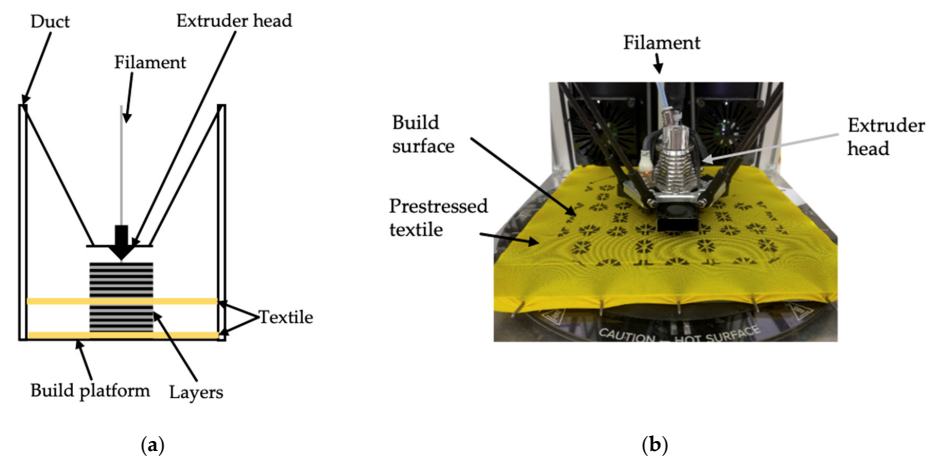 Duct
Extruder head
Filament
Textile
Build platform
Layers
(a)
Filament
Build
surface
Extruder
head
Prestressed
textile
CAUTION – HOT SURFACE
(b)